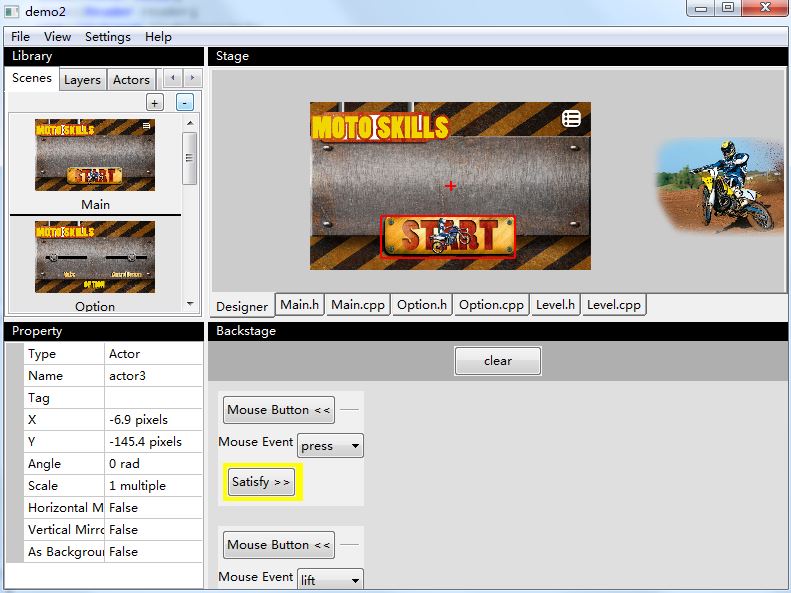 demo2
File View Settings Help
Library
Scenes Layers Actors
+ -
MOTO SKILLS
START
Main
MOTO SKILLS
OPTION
Option
Stage
MOTO SKILLS
START
Designer Main.h Main.cpp Option.h Option.cpp Level.h Level.cpp
Property
Type Actor
Name actor3
Tag
X -6.9 pixels
Y -145.4 pixels
Angle 0 rad
Scale 1 multiple
Horizontal M False
Vertical Mirro False
As Backgrou False
Backstage
clear
Mouse Button <<
Mouse Event press
Satisfy >>
Mouse Button <<
Mouse Event lift